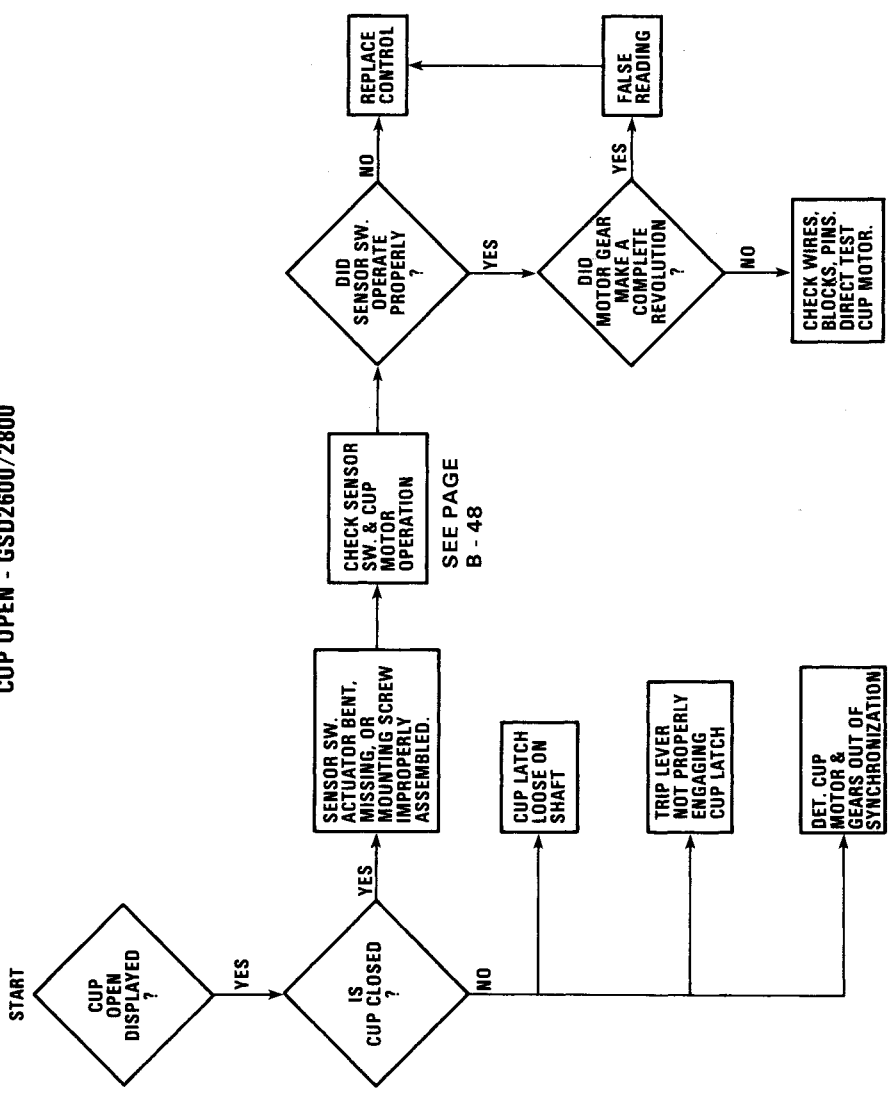 CUP OPEN - GSD2600/2800
START
CUP
OPEN
DISPLAYED
?
YES
IS
CUP CLOSED
?
YES
SENSOR SW.
ACTUATOR BENT,
MISSING, OR
MOUNTING SCREW
IMPROPERLY
ASSEMBLED.
CHECK SENSOR
SW. & CUP
MOTOR
OPERATION
SEE PAGE
B - 48
DID
SENSOR SW.
OPERATE
PROPERLY
?
NO
REPLACE
CONTROL
YES
DID
MOTOR GEAR
MAKE A
COMPLETE
REVOLUTION
?
YES
FALSE
READING
NO
CHECK WIRES,
BLOCKS, PINS.
DIRECT TEST
CUP MOTOR.
NO
CUP LATCH
LOOSE ON
SHAFT
TRIP LEVER
NOT PROPERLY
ENGAGING
CUP LATCH
DET. CUP
MOTOR &
GEARS OUT OF
SYNCHRONIZATION